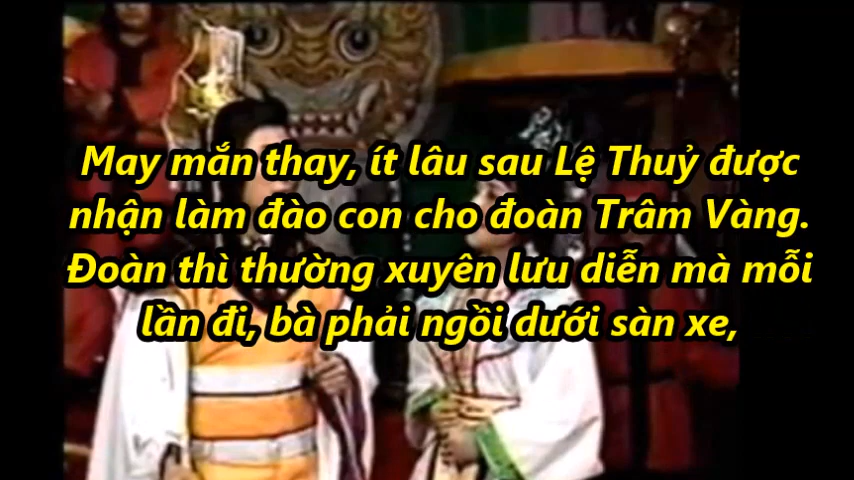 May mắn thay, ít lâu sau Lệ Thuỷ được
nhận làm đào con cho đoàn Trâm Vàng.
Đoàn thì thường xuyên lưu diễn mà mỗi
lần đi, bà phải ngồi dưới sàn xe,